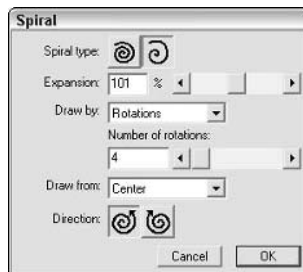 Spiral
Spiral type:
Expansion: 101 %
Draw by: Rotations
Number of rotations:
4
Draw from: Center
Direction:
Cancel OK